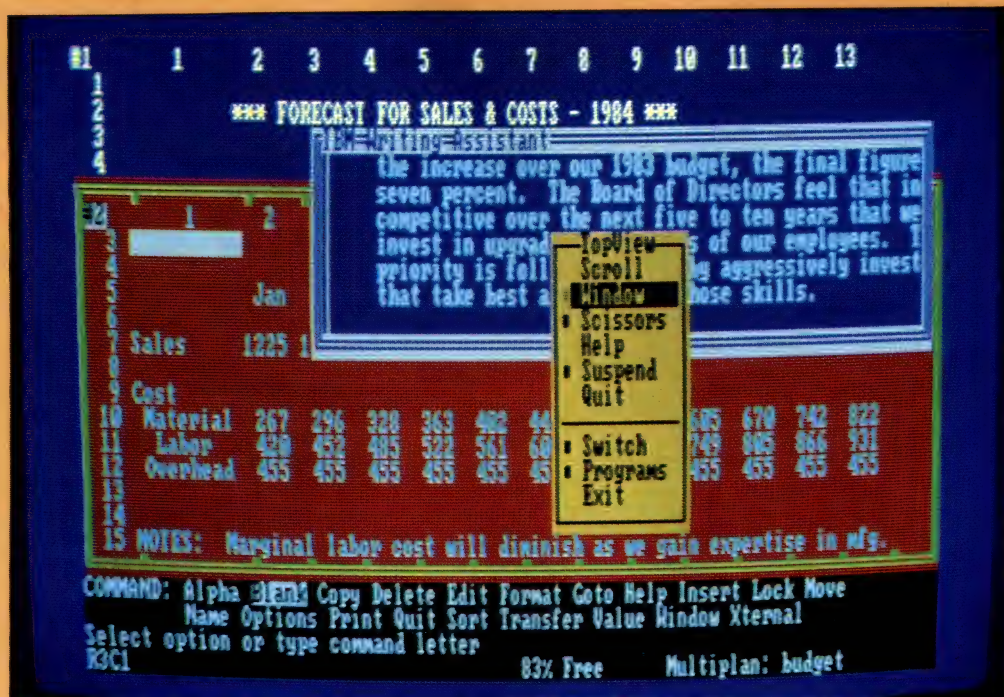 #1 1 2 3 4 5 6 7 8 9 10 11 12 13
1
2 *** FORECAST FOR SALES & COSTS - 1984 ***
3
4
IBM=Writing=Assistant
the increase over our 1983 budget, the final figure
seven percent. The Board of Directors feel that in
competitive over the next five to ten years that we
invest in upgrad s of our employees. T
priority is foll by aggressively invest
that take best a hose skills.
#2 1 2
3
4
5 Jan
6
7 Sales 1225 1
8
9 Cost
10 Material 267 296 328 363 402 44 605 670 742 822
11 Labor 420 452 485 522 561 60 749 805 866 931
12 Overhead 455 455 455 455 455 45 455 455 455 455
13
14
15 NOTES: Marginal labor cost will diminish as we gain expertise in mfg.
TopView
Scroll
Window
Scissors
Help
Suspend
Quit
Switch
Programs
Exit
COMMAND: Alpha Blank Copy Delete Edit Format Goto Help Insert Lock Move
Name Options Print Quit Sort Transfer Value Window Xternal
Select option or type command letter
R3C1 83% Free Multiplan: budget